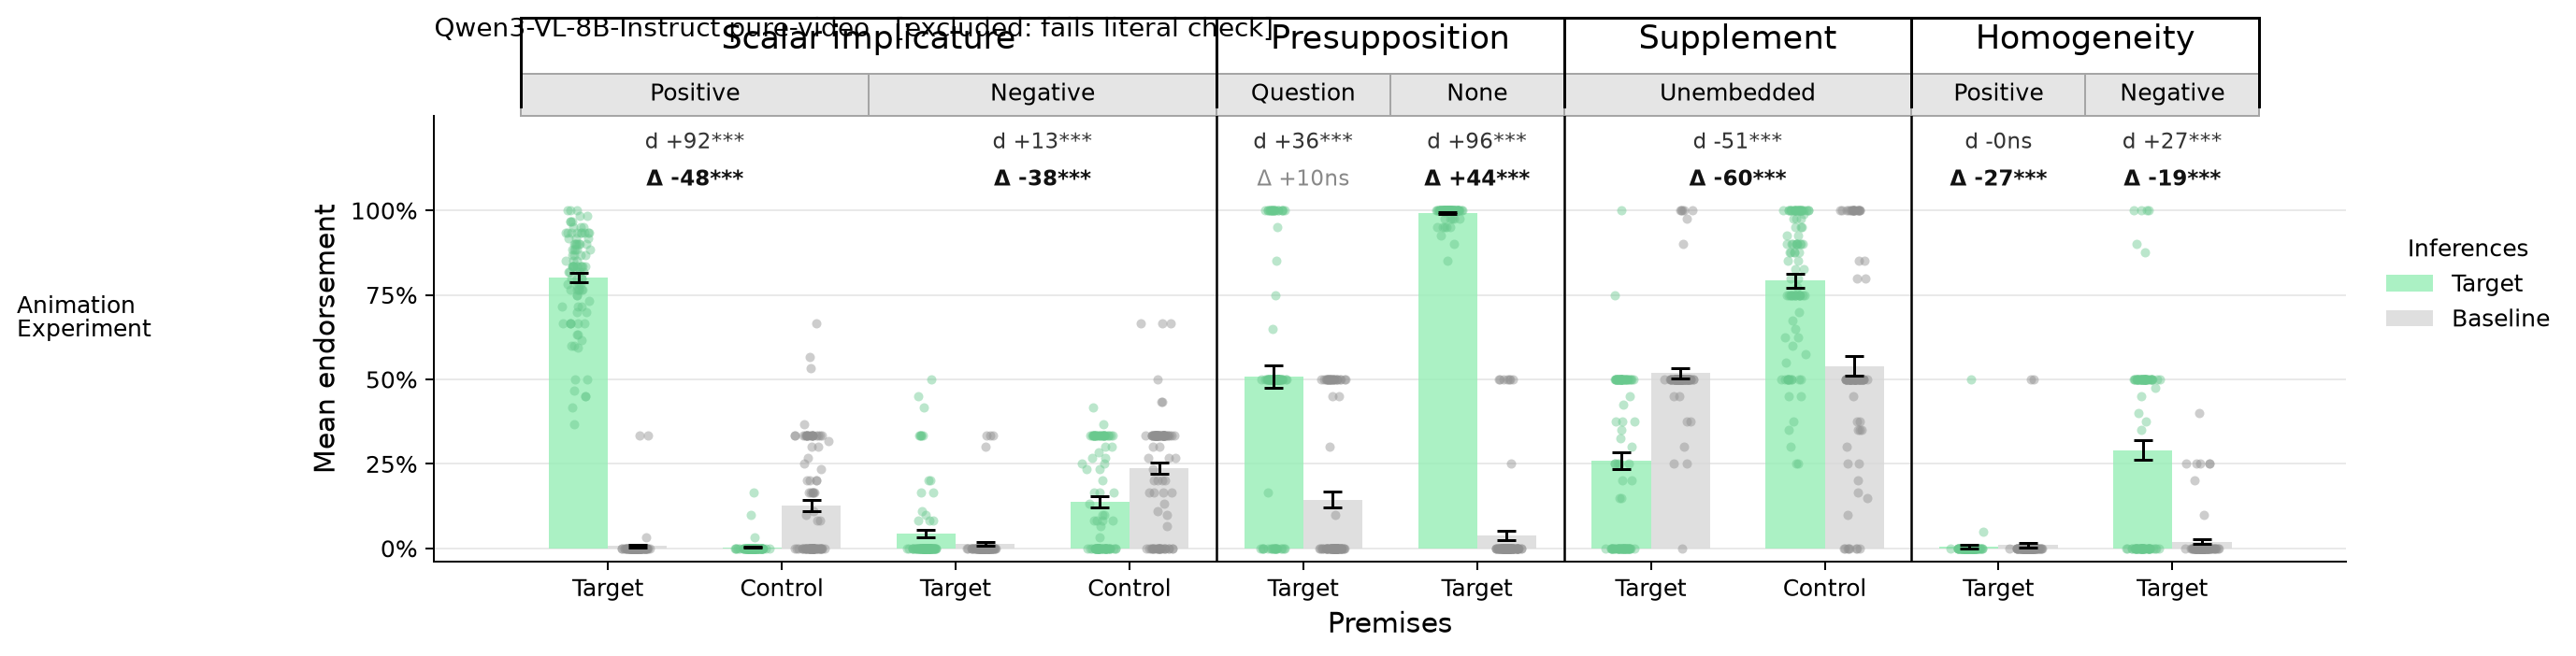 Qwen3-VL-8B-Instruct pure-video [excluded: fails literal check]
Scalar implicature Presupposition Supplement Homogeneity
Positive Negative Question None Unembedded Positive Negative
d +92*** d +13*** d +36*** d +96*** d -51*** d -0ns d +27***
Δ -48*** Δ -38*** Δ +10ns Δ +44*** Δ -60*** Δ -27*** Δ -19***
Animation
Experiment
Mean endorsement
100%
75%
50%
25%
0%
Target Control Target Control Target Target Target Control Target Target
Premises
Inferences
Target
Baseline